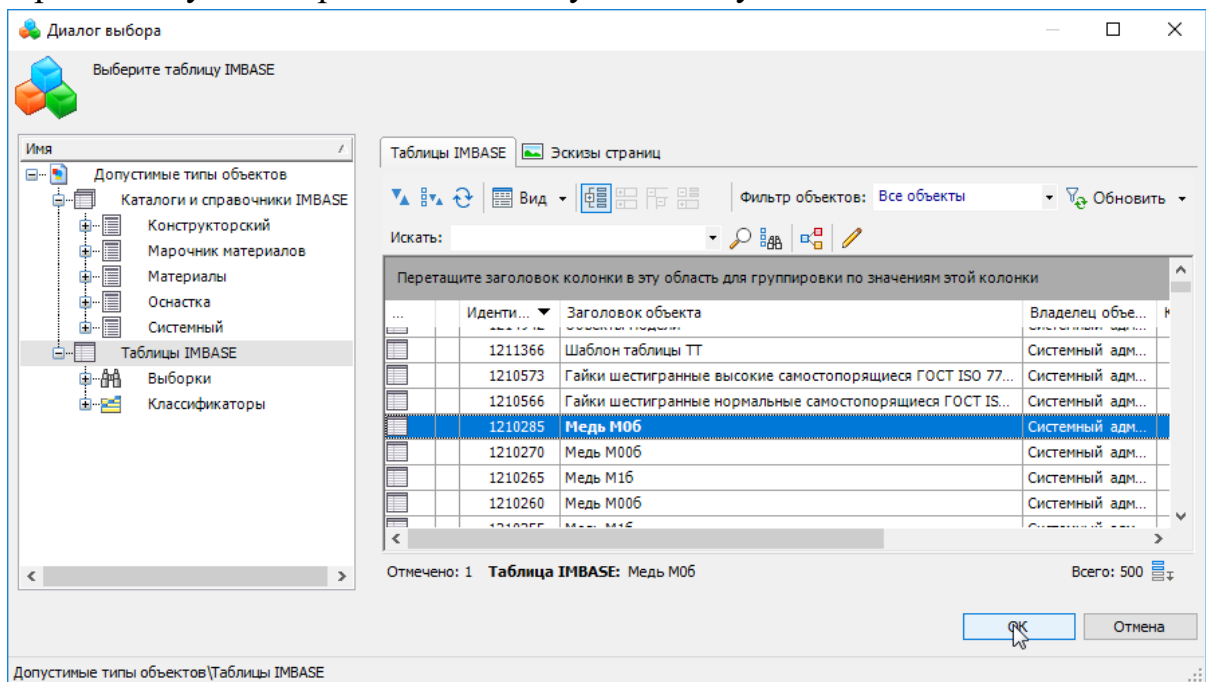 Диалог выбора
Выберите таблицу IMBASE
Имя
Допустимые типы объектов
Каталоги и справочники IMBASE
Конструкторский
Марочник материалов
Материалы
Оснастка
Системный
Таблицы IMBASE
Выборки
Классификаторы
Таблицы IMBASE Эскизы страниц
Вид Фильтр объектов: Все объекты Обновить
Искать:
Перетащите заголовок колонки в эту область для группировки по значениям этой колонки
... Иденти... Заголовок объекта Владелец объе...
1211366 Шаблон таблицы ТТ Системный адм...
1210573 Гайки шестигранные высокие самостопорящиеся ГОСТ ISO 77... Системный адм...
1210566 Гайки шестигранные нормальные самостопорящиеся ГОСТ IS... Системный адм...
1210285 Медь М0б Системный адм...
1210270 Медь М00б Системный адм...
1210265 Медь М1б Системный адм...
1210260 Медь М00б Системный адм...
Отмечено: 1 Таблица IMBASE: Медь М0б Всего: 500
OK Отмена
Допустимые типы объектов\Таблицы IMBASE